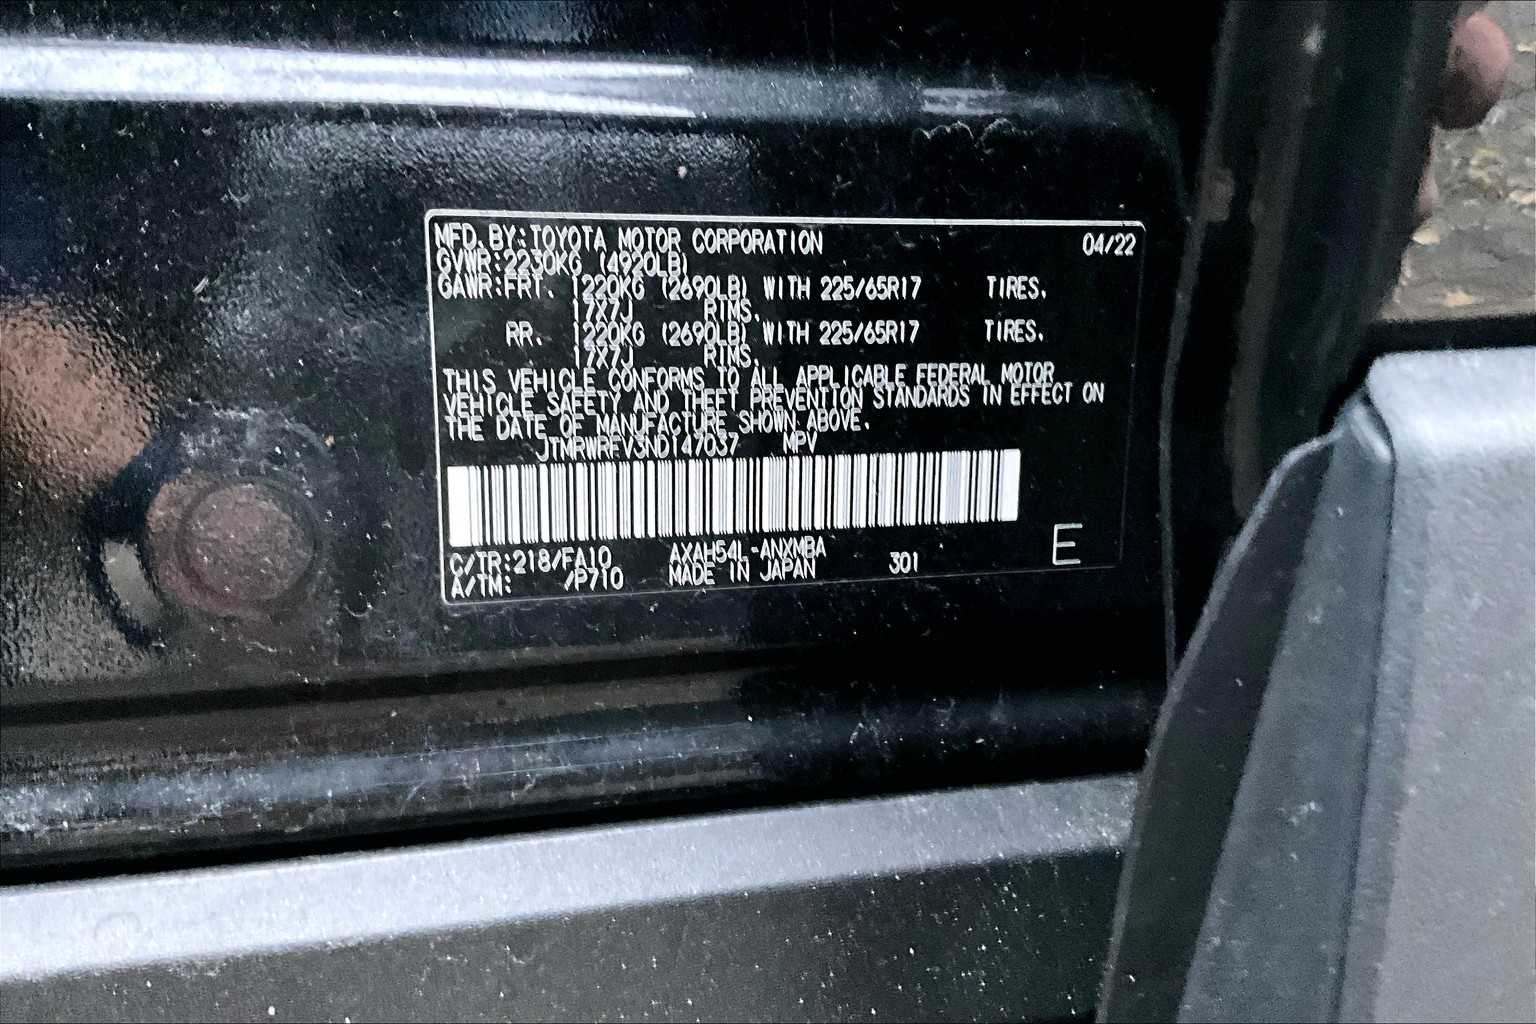 MFD. BY: TOYOTA MOTOR CORPORATION 04/22
GVWR: 2230KG (4920LB)
GAWR: FRT. 1220KG (2690LB) WITH 225/65R17 TIRES.
17X7J RIMS.
RR. 1220KG (2690LB) WITH 225/65R17 TIRES.
17X7J RIMS.
THIS VEHICLE CONFORMS TO ALL APPLICABLE FEDERAL MOTOR
VEHICLE SAFETY AND THEFT PREVENTION STANDARDS IN EFFECT ON
THE DATE OF MANUFACTURE SHOWN ABOVE.
JTMRWRFV3ND147037 MPV
C/TR: 218/FA10 AXAH54L-ANXMBA 301 E
A/TM: /P710 MADE IN JAPAN